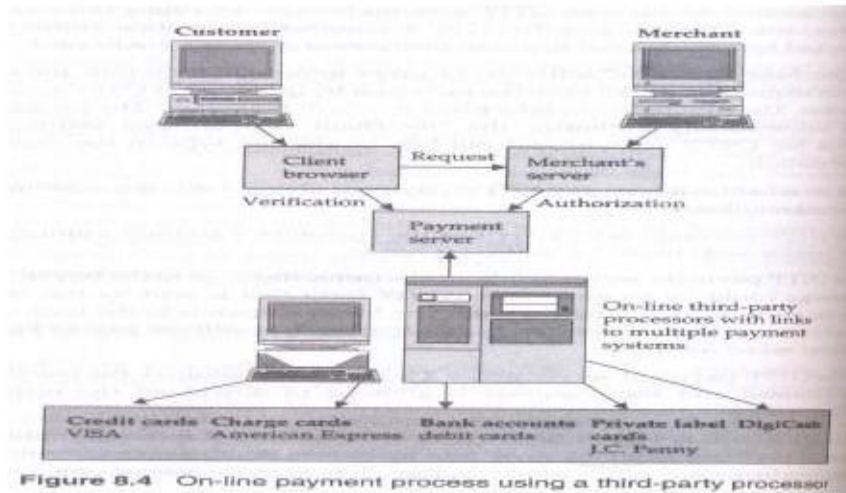 Customer
Merchant
Client
browser
Request
Merchant's
server
Verification
Authorization
Payment
server
On-line third-party
processors with links
to multiple payment
systems
Credit cards
VISA
Charge cards
American Express
Bank accounts
debit cards
Private label
cards
J.C. Penny
DigiCash
Figure 8.4 On-line payment process using a third-party processor